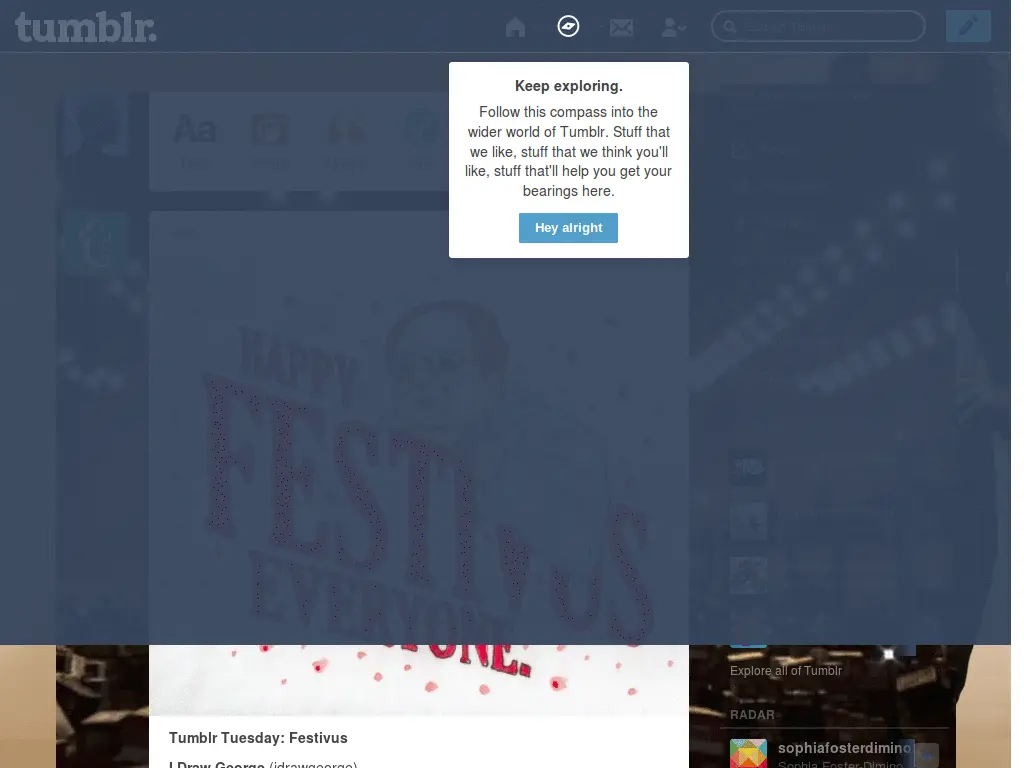 tumblr.
Search Tumblr
Keep exploring.
Follow this compass into the
wider world of Tumblr. Stuff that
we like, stuff that we think you'll
like, stuff that'll help you get your
bearings here.
Hey alright
Aa
HAPPY
FESTIVUS
EVERYONE.
Explore all of Tumblr
RADAR
Tumblr Tuesday: Festivus
sophiafosterdimino
I Draw George (idrawgeorge)
Sophia Foster-Dimino